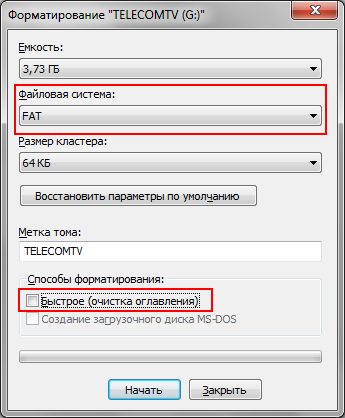 Форматирование "TELECOMTV (G:)"
Емкость:
3,73 ГБ
Файловая система:
FAT
Размер кластера:
64 КБ
Восстановить параметры по умолчанию
Метка тома:
TELECOMTV
Способы форматирования:
Быстрое (очистка оглавления)
Создание загрузочного диска MS-DOS
Начать
Закрыть